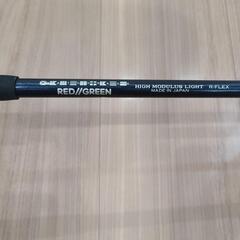 RED//GREEN
HIGH MODULUS LIGHT R-FLEX
MADE IN JAPAN